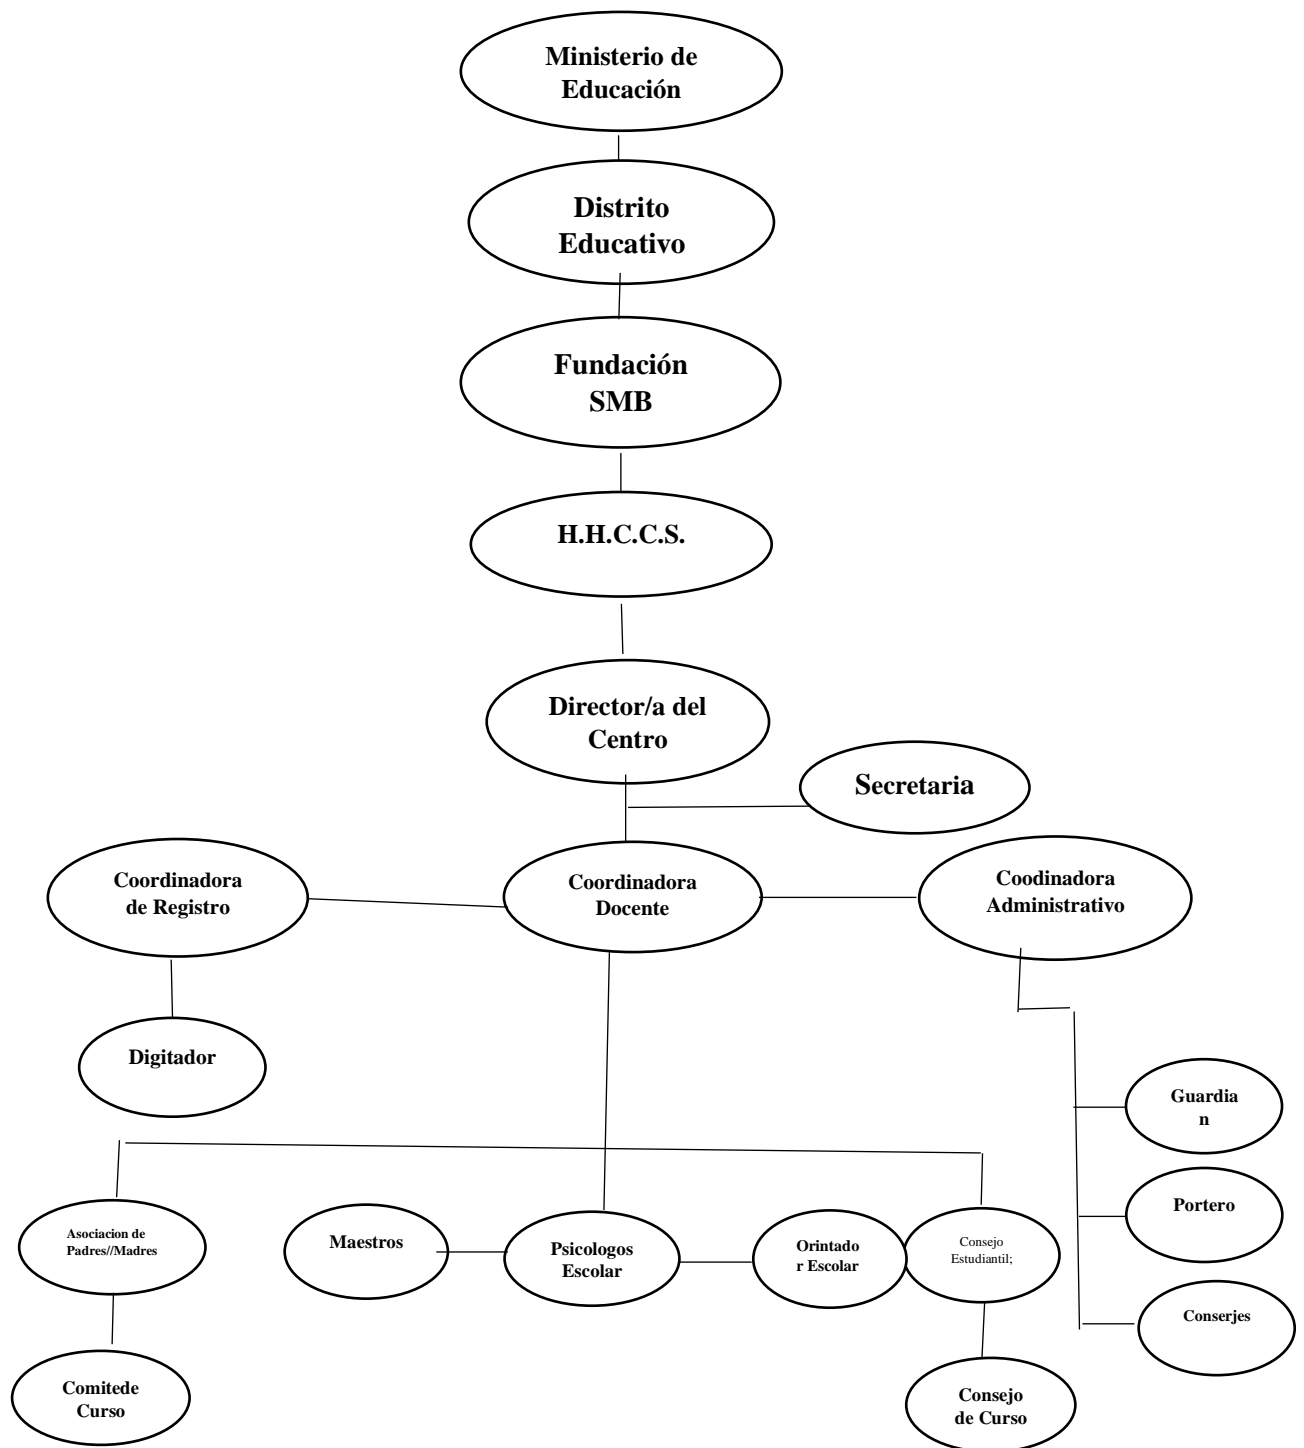 Ministerio de
Educación
Distrito
Educativo
Fundación
SMB
H.H.C.C.S.
Director/a del
Centro
Secretaria
Coordinadora
de Registro
Coordinadora
Docente
Coodinadora
Administrativo
Digitador
Guardia
n
Portero
Conserjes
Asociacion de
Padres//Madres
Maestros
Psicologos
Escolar
Orintado
r Escolar
Consejo
Estudiantil;
Comitede
Curso
Consejo
de Curso